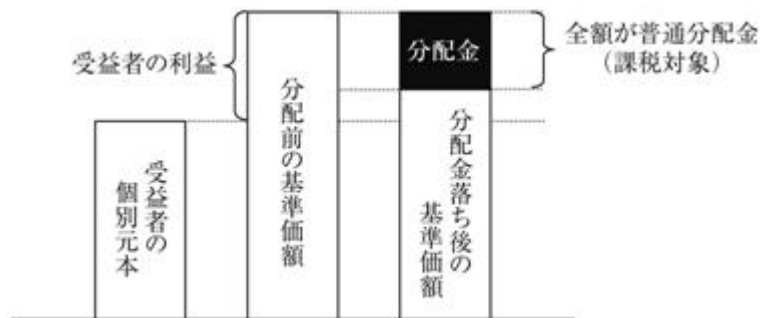 受益者の利益
分配金
全額が普通分配金
(課税対象)
受益者の
個別元本
分配前の基準価額
分配金落ち後の
基準価額